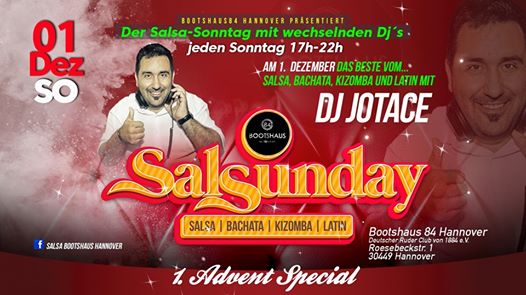 BOOTSHAUS84 HANNOVER PRÄSENTIERT
Der Salsa-Sonntag mit wechselnden Dj´s
jeden Sonntag 17h-22h
01
Dez
SO
AM 1. DEZEMBER DAS BESTE VOM...
SALSA, BACHATA, KIZOMBA UND LATIN MIT
DJ JOTACE
84
BOOTSHAUS
SalSunday
SALSA | BACHATA | KIZOMBA | LATIN
Bootshaus 84 Hannover
Deutscher Ruder Club von 1884 e.V.
Roesebeckstr. 1
30449 Hannover
f SALSA BOOTSHAUS HANNOVER
1. Advent Special